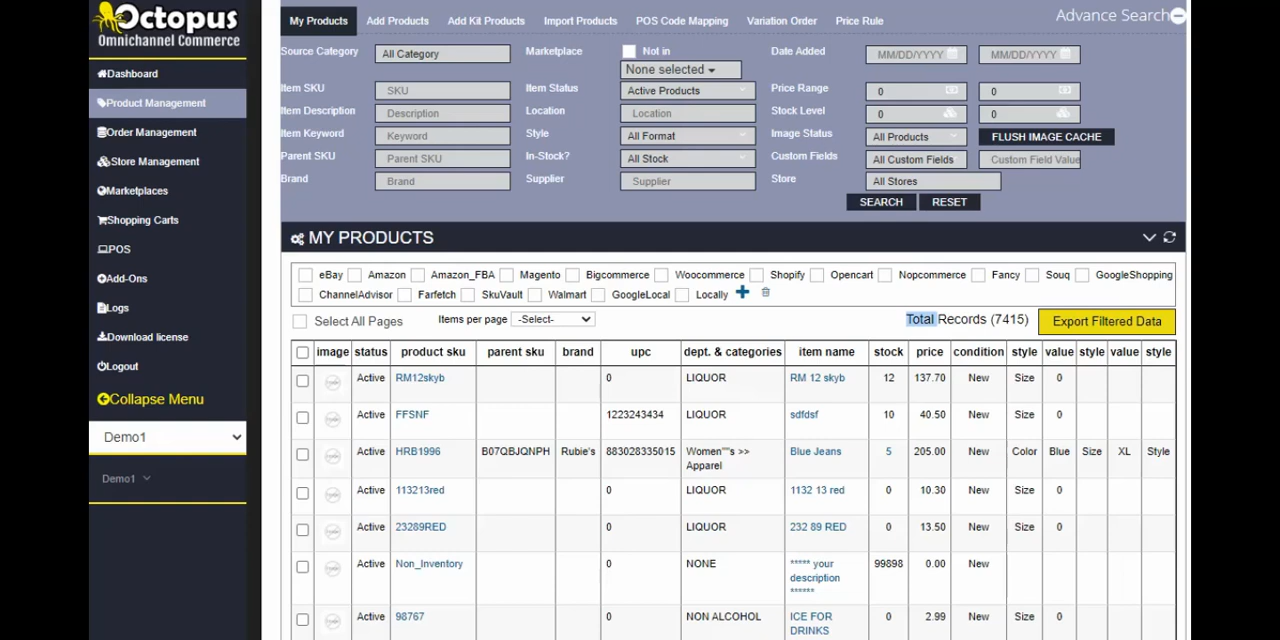 Octopus
Omnichannel Commerce
Dashboard
Product Management
Order Management
Store Management
Marketplaces
Shopping Carts
POS
Add-Ons
Logs
Download license
Logout
Collapse Menu
Demo1
Demo1
My Products Add Products Add Kit Products Import Products POS Code Mapping Variation Order Price Rule Advance Search
Source Category All Category Marketplace Not in Date Added MM/DD/YYYY MM/DD/YYYY
None selected
Item SKU SKU Item Status Active Products Price Range 0 0
Item Description Description Location Location Stock Level 0 0
Item Keyword Keyword Style All Format Image Status All Products FLUSH IMAGE CACHE
Parent SKU Parent SKU In-Stock? All Stock Custom Fields All Custom Fields Custom Field Value
Brand Brand Supplier Supplier Store All Stores
SEARCH RESET
MY PRODUCTS
eBay Amazon Amazon_FBA Magento Bigcommerce Woocommerce Shopify Opencart Nopcommerce Fancy Souq GoogleShopping
ChannelAdvisor Farfetch SkuVault Walmart GoogleLocal Locally
Select All Pages Items per page -Select- Total Records (7415) Export Filtered Data
image status product sku parent sku brand upc dept. & categories item name stock price condition style value style value style
Active RM12skyb 0 LIQUOR RM 12 skyb 12 137.70 New Size 0
Active FFSNF 1223243434 LIQUOR sdfdsf 10 40.50 New Size 0
Active HRB1996 B07QBJQNPH Rubie's 883028335015 Women""s >> Blue Jeans 5 205.00 New Color Blue Size XL Style
Apparel
Active 113213red 0 LIQUOR 1132 13 red 0 10.30 New Size 0
Active 23289RED 0 LIQUOR 232 89 RED 0 13.50 New Size 0
Active Non_Inventory 0 NONE ***** your 99898 0.00 New
description
******
Active 98767 0 NON ALCOHOL ICE FOR 0 2.99 New Size 0
DRINKS